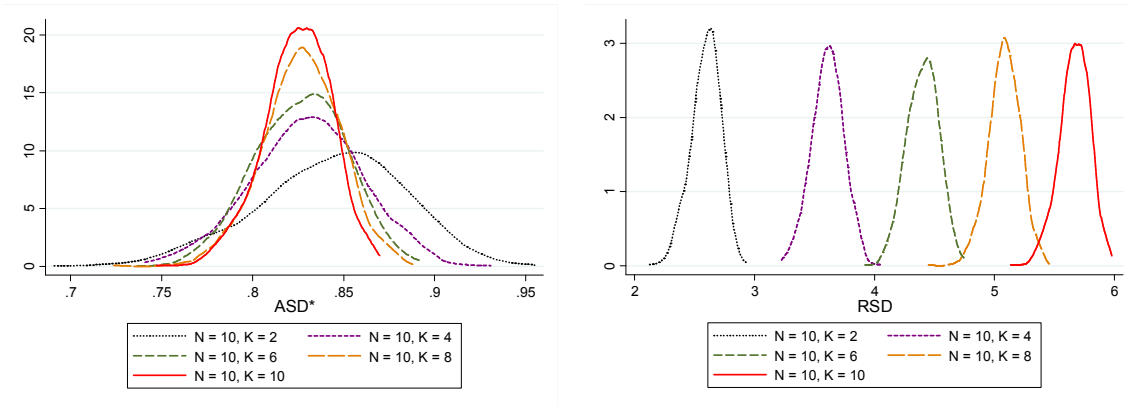 20
15
10
5
0
.7 .75 .8 .85 .9 .95
ASD*
N = 10, K = 2 N = 10, K = 4
N = 10, K = 6 N = 10, K = 8
N = 10, K = 10
3
2
1
0
2 3 4 5 6
RSD
N = 10, K = 2 N = 10, K = 4
N = 10, K = 6 N = 10, K = 8
N = 10, K = 10